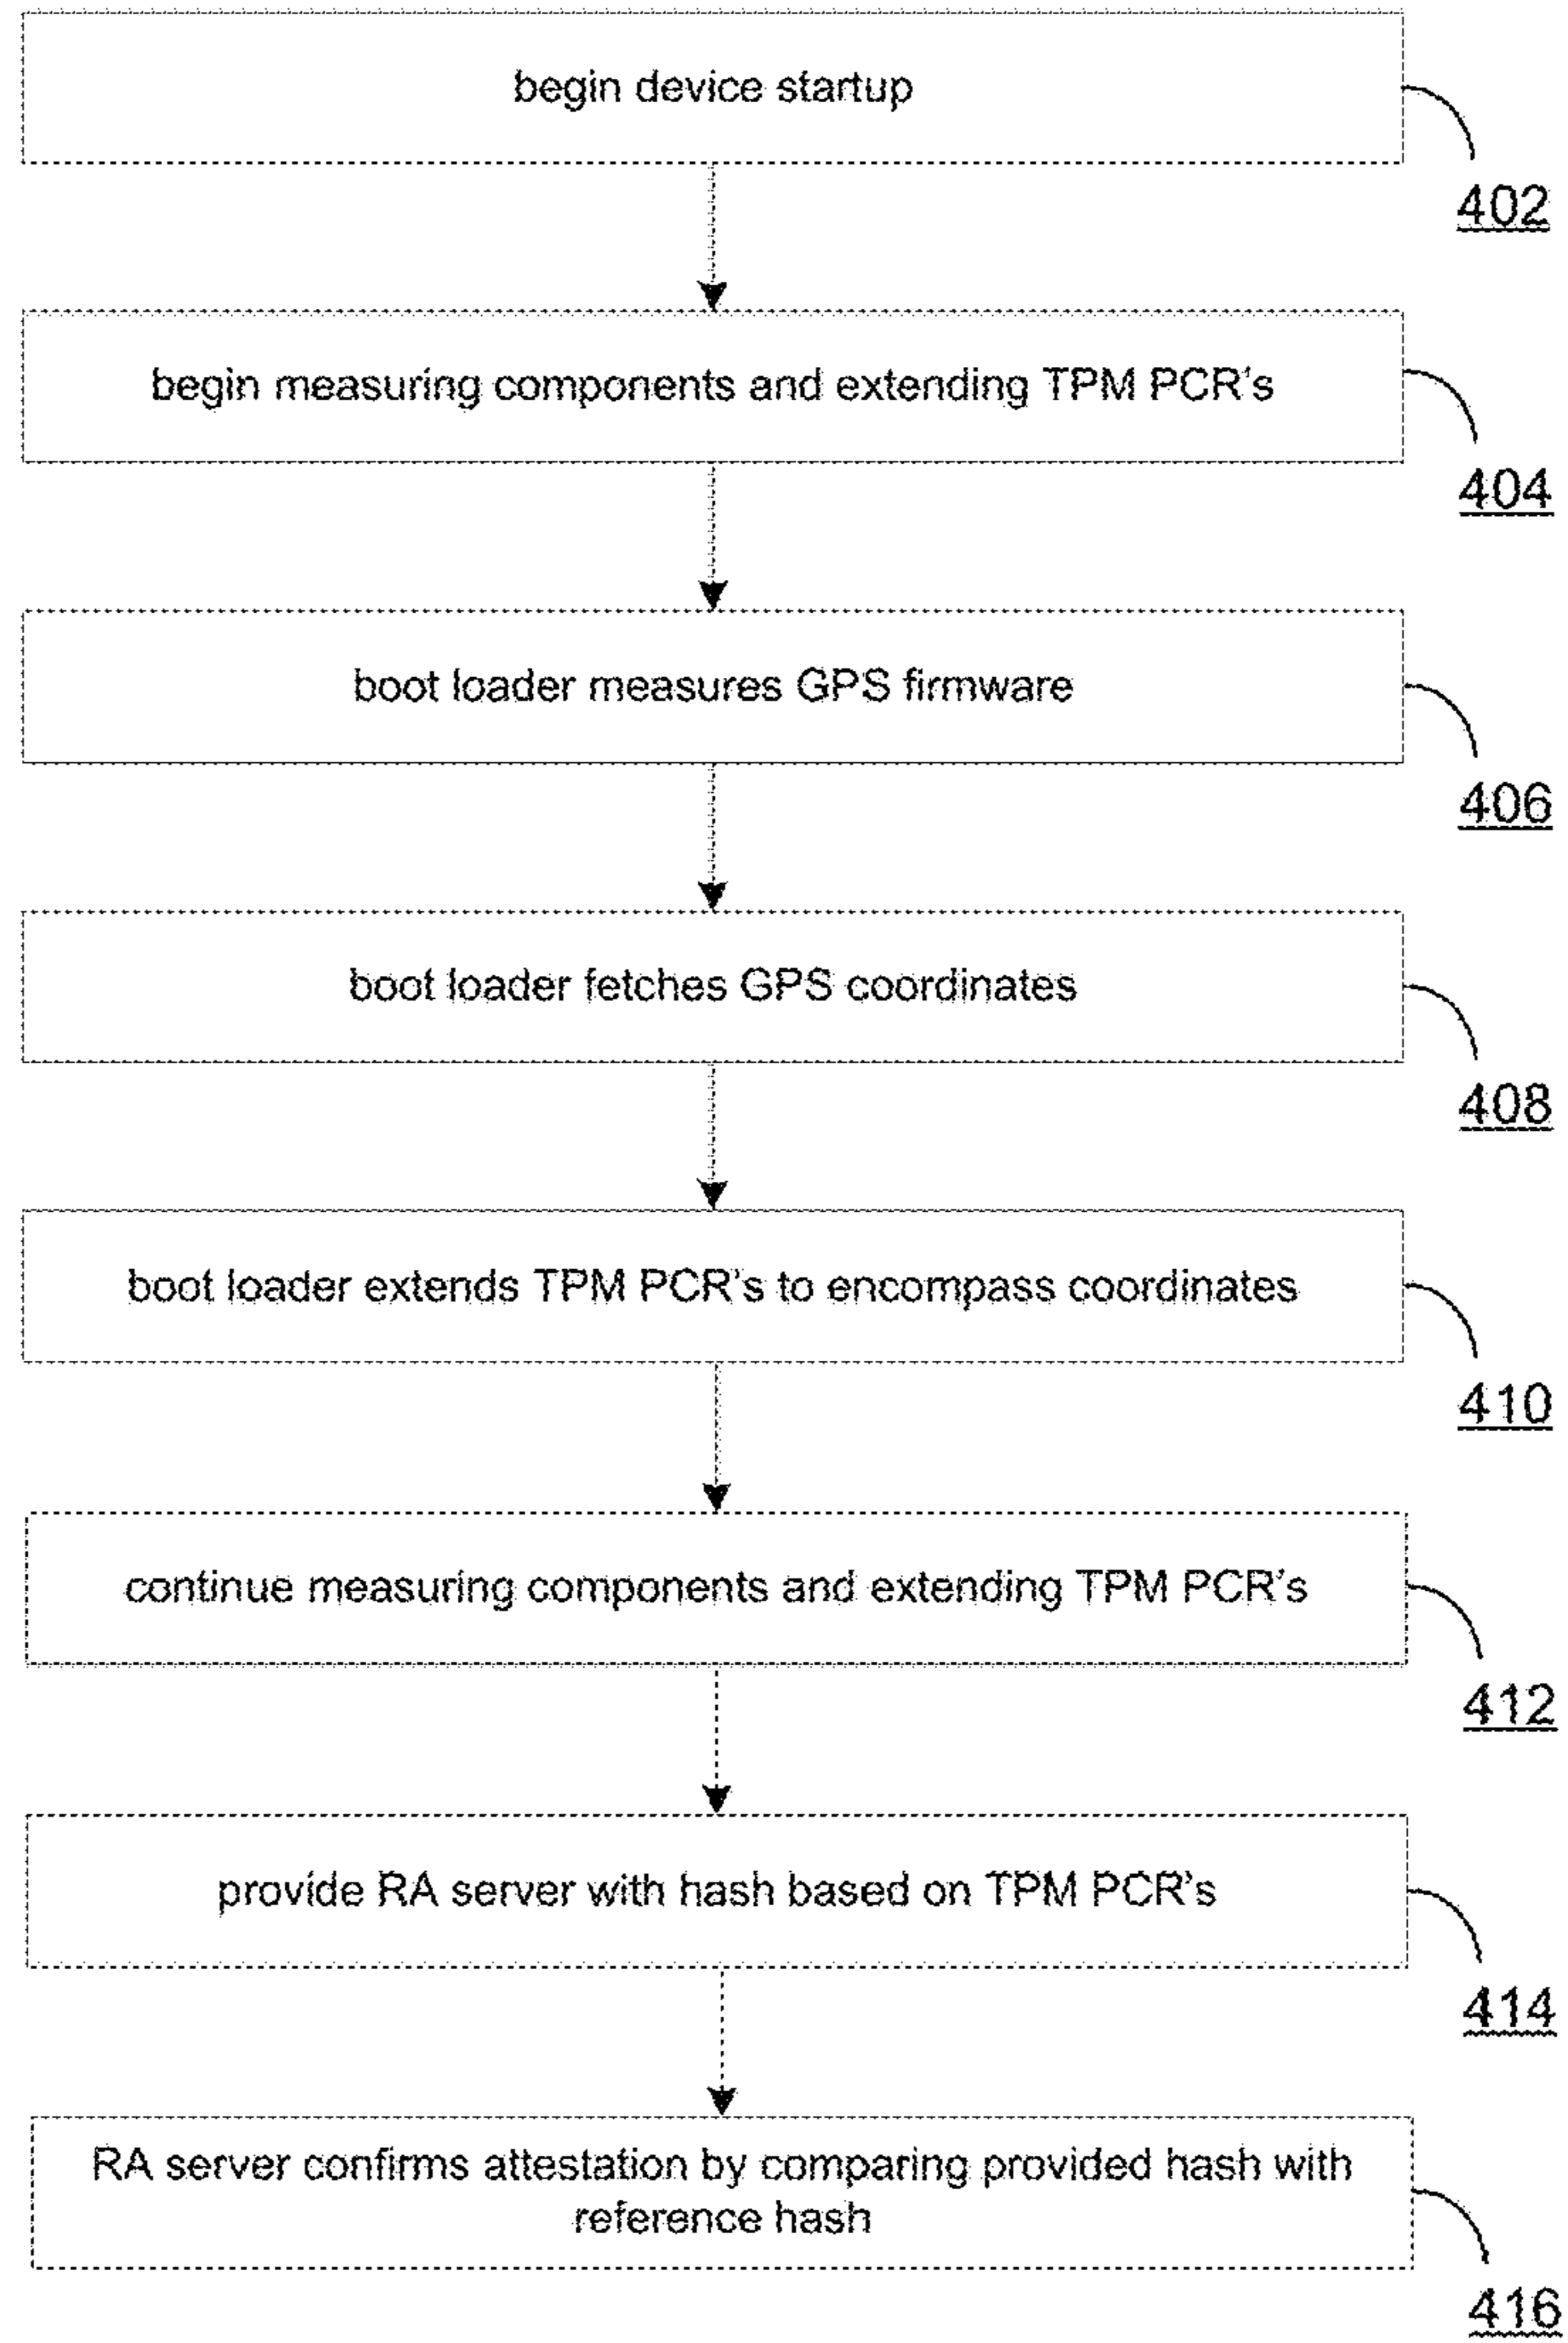 begin device startup
402
begin measuring components and extending TPM PCR's
404
boot loader measures GPS firmware
406
boot loader fetches GPS coordinates
408
boot loader extends TPM PCR's to encompass coordinates
410
continue measuring components and extending TPM PCR's
412
provide RA server with hash based on TPM PCR's
414
RA server confirms attestation by comparing provided hash with
reference hash
416